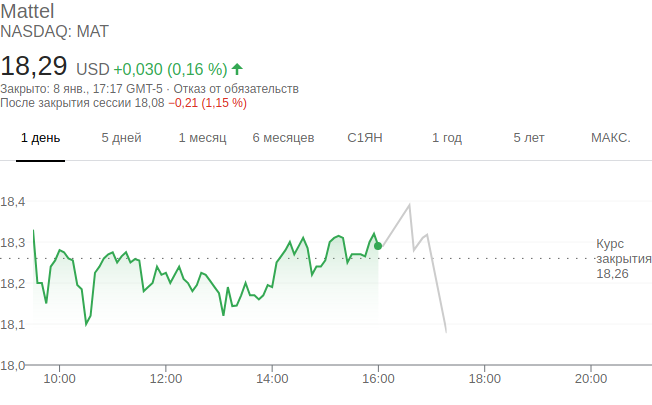 Mattel
NASDAQ: MAT
18,29 USD +0,030 (0,16 %)
Закрыто: 8 янв., 17:17 GMT-5 · Отказ от обязательств
После закрытия сессии 18,08 −0,21 (1,15 %)
1 день 5 дней 1 месяц 6 месяцев С1ЯН 1 год 5 лет МАКС.
18,4
18,3
18,2
18,1
18,0
Курс
закрытия
18,26
10:00 12:00 14:00 16:00 18:00 20:00